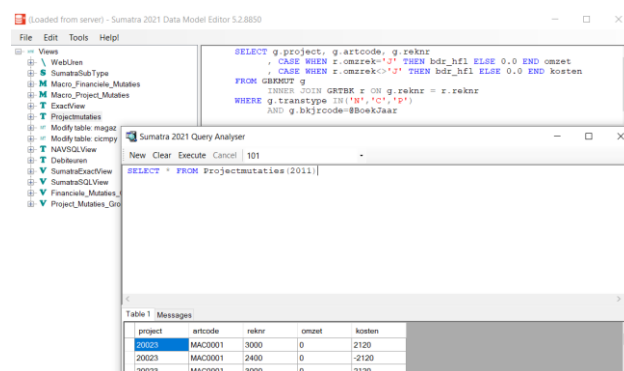 (Loaded from server) - Sumatra 2021 Data Model Editor 5.2.8850
File Edit Tools Help!
Views
WebUren
S SumatraSubType
M Macro_Financiele_Mutaties
M Macro_Project_Mutaties
T ExactView
T Projectmutaties
Modify table: magaz
Modify table: cicmpy
T NAVSQLView
T Debiteuren
V SumatraExactView
V SumatraSQLView
V Financiele_Mutaties_
V Project_Mutaties_Gro
SELECT g.project, g.artcode, g.reknr
, CASE WHEN r.omzrek='J' THEN bdr_hfl ELSE 0.0 END omzet
, CASE WHEN r.omzrek<>'J' THEN bdr_hfl ELSE 0.0 END kosten
FROM GBKMUT g
INNER JOIN GRTBK r ON g.reknr = r.reknr
WHERE g.transtype IN('N','C','P')
AND g.bkjrcode=@BoekJaar
Sumatra 2021 Query Analyser
New Clear Execute Cancel 101
SELECT * FROM Projectmutaties(2011)
Table 1 Messages
project artcode reknr omzet kosten
20023 MAC0001 3000 0 2120
20023 MAC0001 2400 0 -2120
20023 MAC0001 3000 0 2120